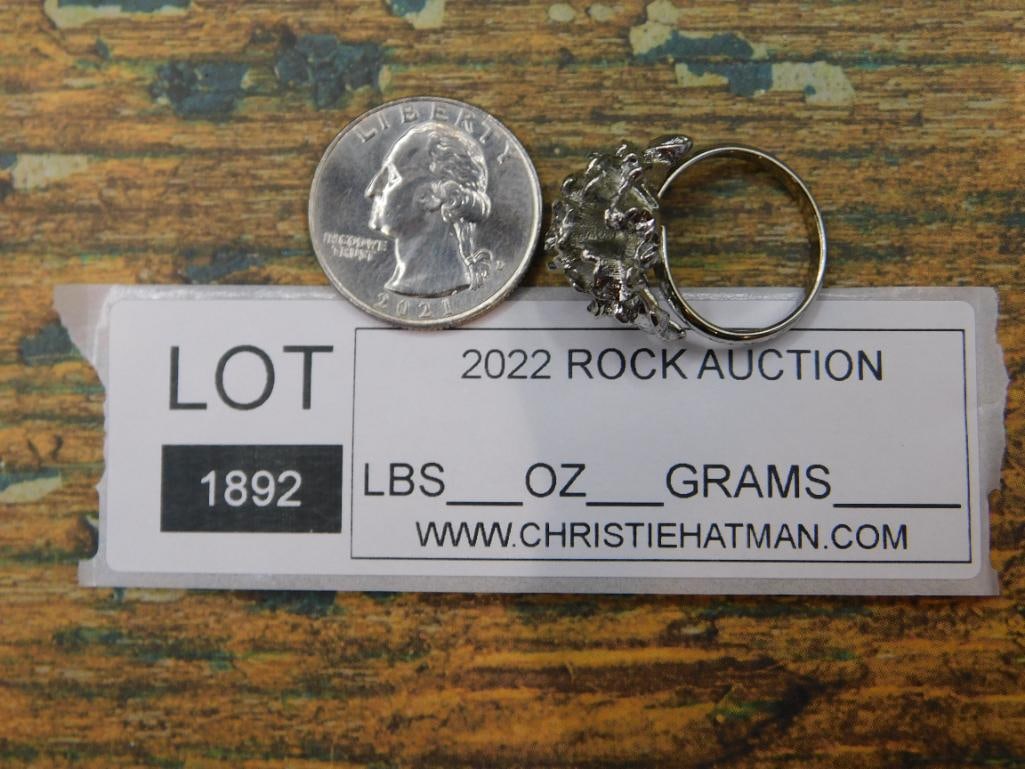 LIBERTY
IN GOD WE
TRUST
2021
LOT
1892
2022 ROCK AUCTION
LBS___OZ___GRAMS_____
WWW.CHRISTIEHATMAN.COM